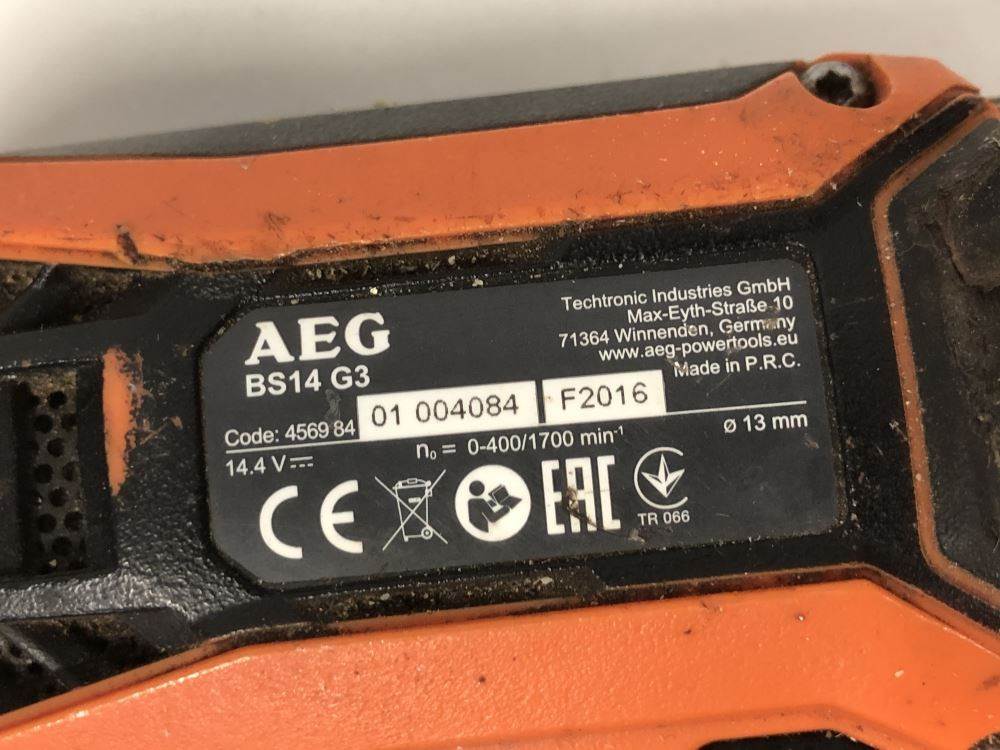 AEG
BS14 G3
Techtronic Industries GmbH
Max-Eyth-Straße 10
71364 Winnenden, Germany
www.aeg-powertools.eu
Made in P.R.C.
Code: 4569 84 01 004084 F2016
14.4 V n₀ = 0-400/1700 min⁻¹ ø 13 mm
CE EAC
TR 066